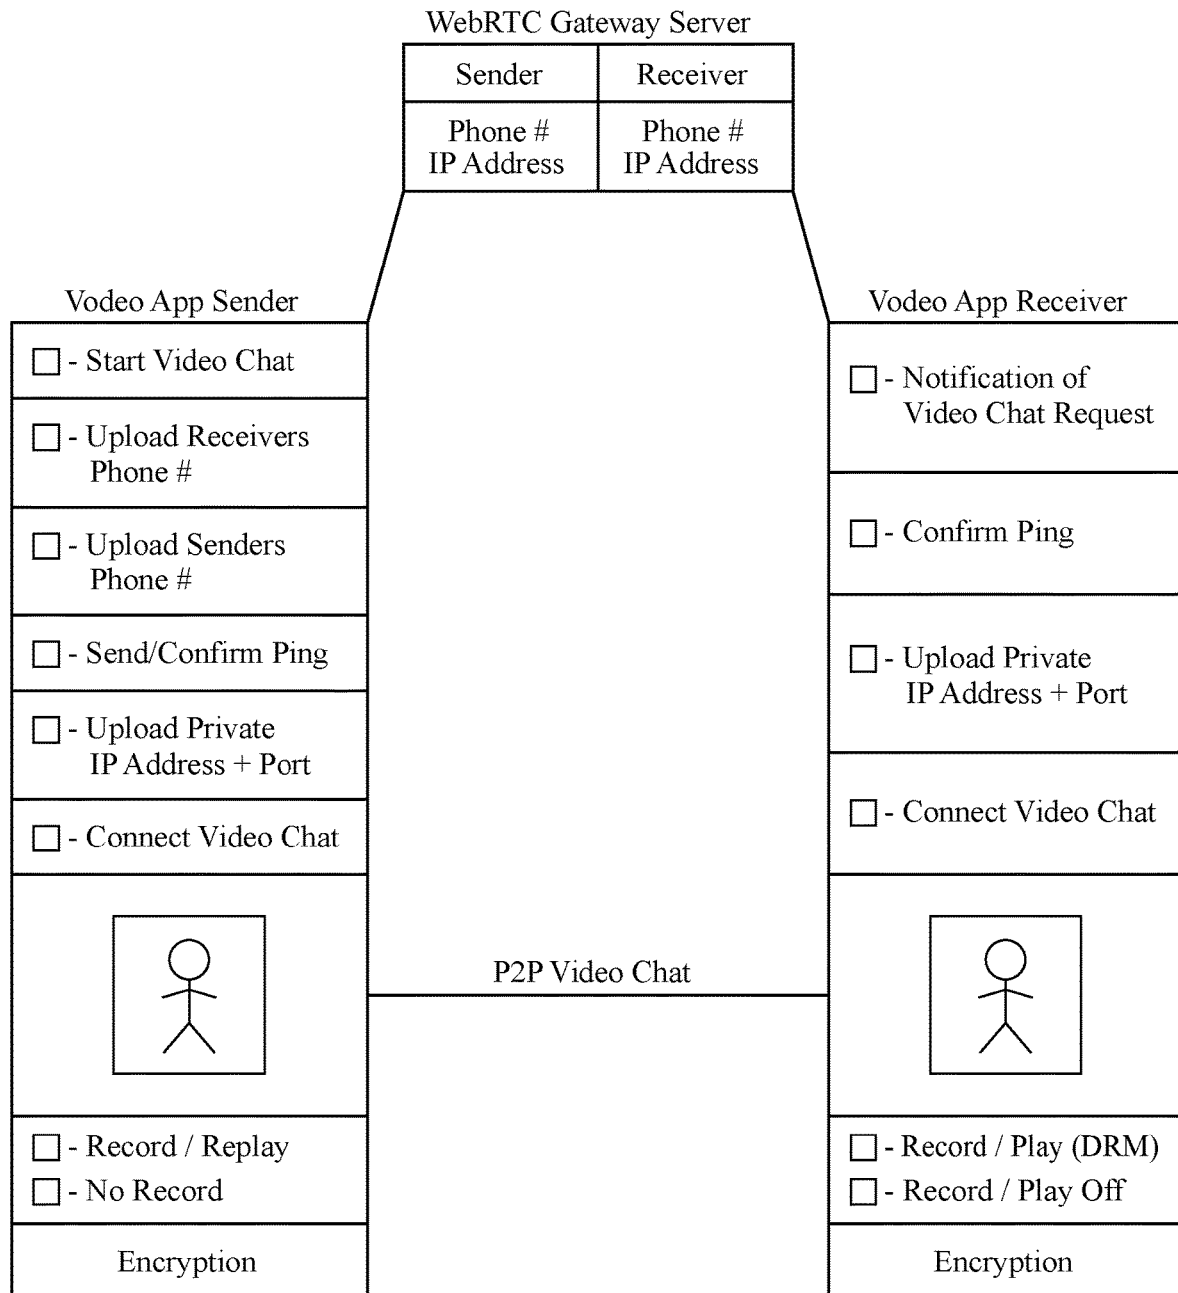 WebRTC Gateway Server
Sender
Receiver
Phone #
IP Address
Phone #
IP Address
Vodeo App Sender
- Start Video Chat
- Upload Receivers
Phone #
- Upload Senders
Phone #
- Send/Confirm Ping
- Upload Private
IP Address + Port
- Connect Video Chat
- Record / Replay
- No Record
Encryption
P2P Video Chat
Vodeo App Receiver
- Notification of
Video Chat Request
- Confirm Ping
- Upload Private
IP Address + Port
- Connect Video Chat
- Record / Play (DRM)
- Record / Play Off
Encryption